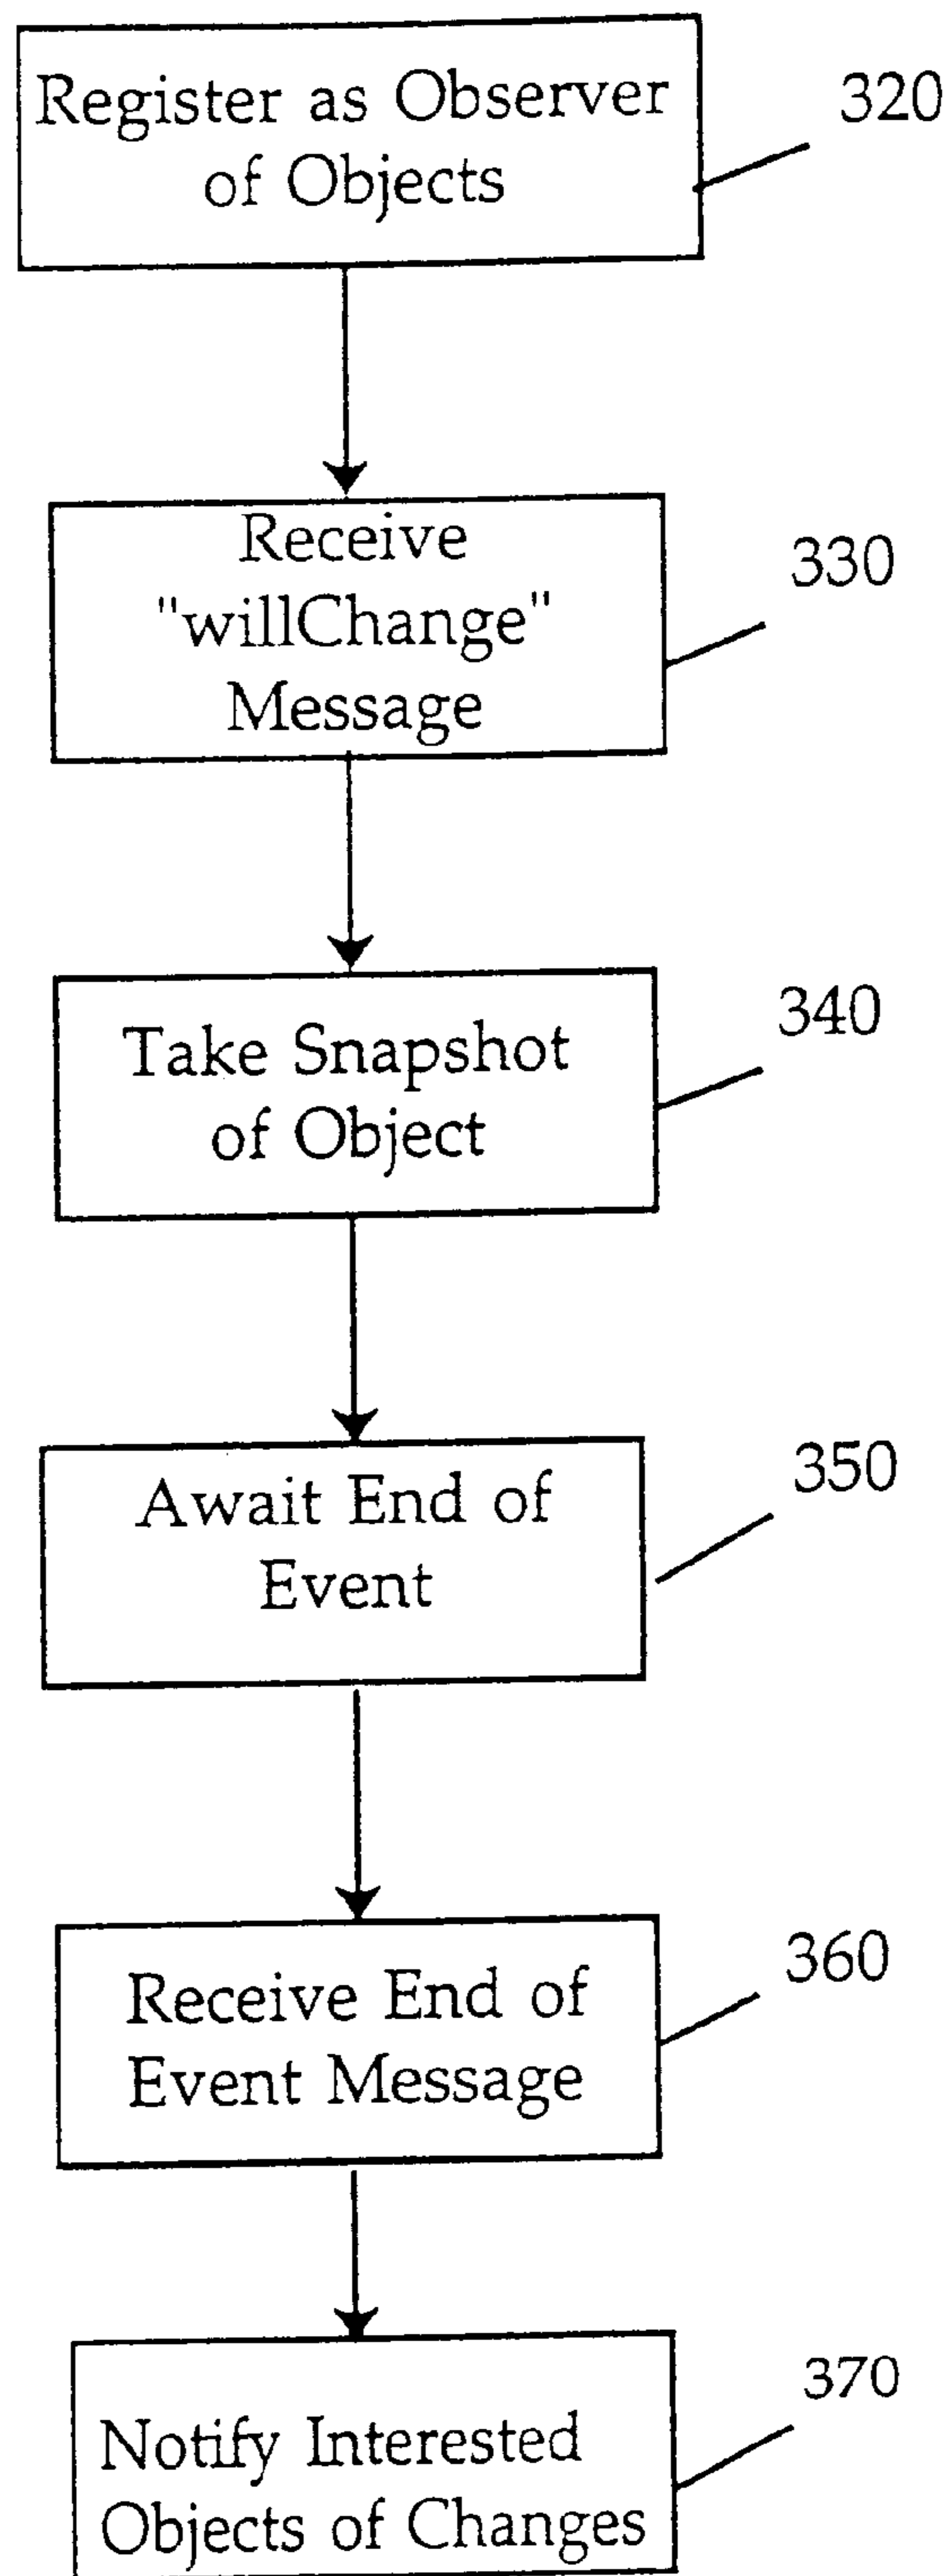 Register as Observer
of Objects
320
Receive
"willChange"
Message
330
Take Snapshot
of Object
340
Await End of
Event
350
Receive End of
Event Message
360
Notify Interested
Objects of Changes
370